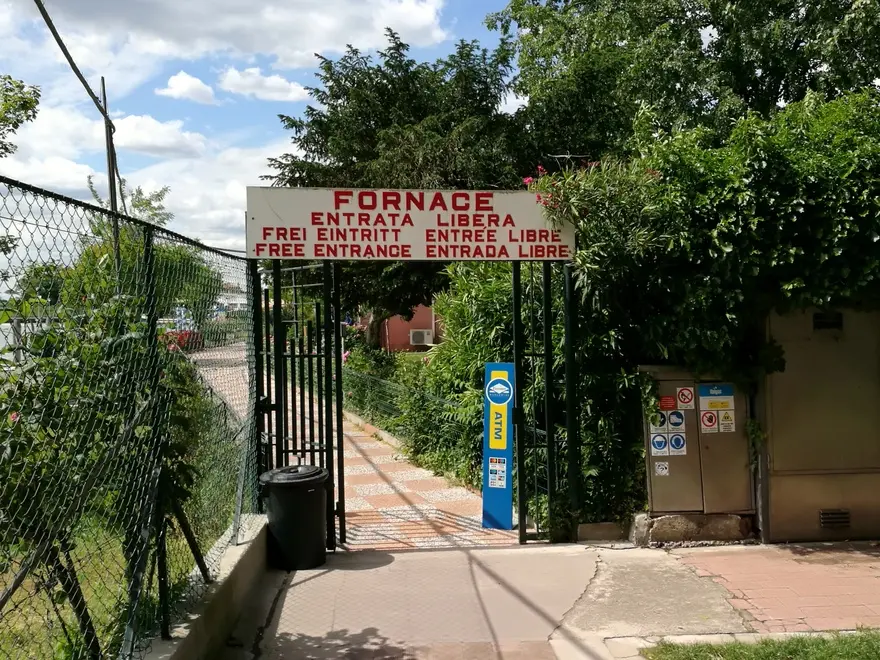 FORNACE
ENTRATA LIBERA
FREI EINTRITT ENTRÉE LIBRE
FREE ENTRANCE ENTRADA LIBRE
ATM